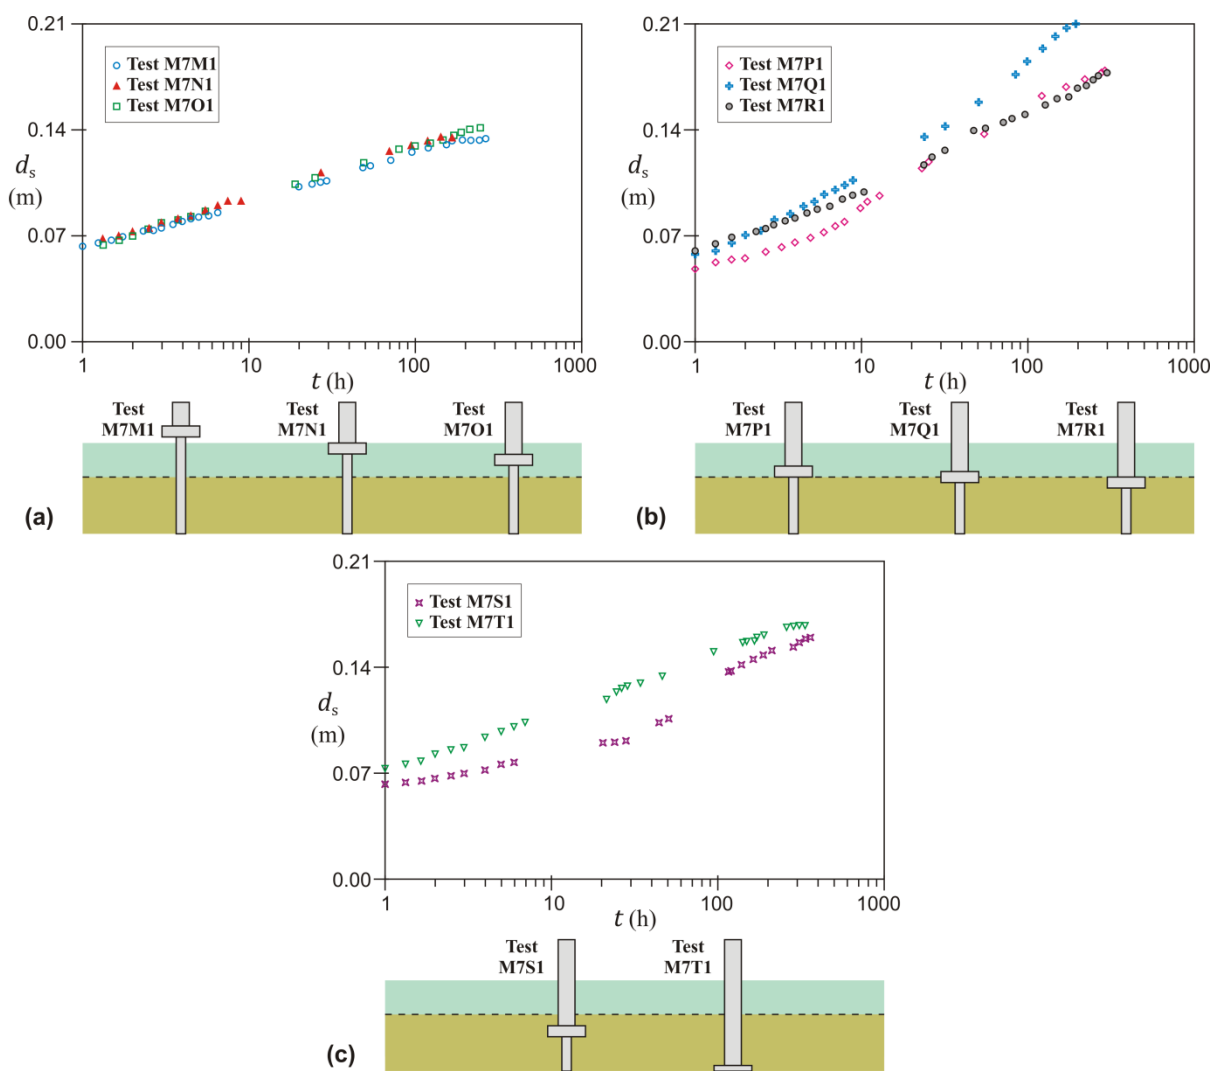 0.21
Test M7M1
Test M7N1
Test M7O1
0.14
ds
(m)
0.07
0.00
1
10
100
1000
t (h)
Test
M7M1
Test
M7N1
Test
M7O1
(a)
0.21
Test M7P1
Test M7Q1
Test M7R1
0.14
ds
(m)
0.07
0.00
1
10
100
1000
t (h)
Test
M7P1
Test
M7Q1
Test
M7R1
(b)
0.21
Test M7S1
Test M7T1
0.14
ds
(m)
0.07
0.00
1
10
100
1000
t (h)
Test
M7S1
Test
M7T1
(c)